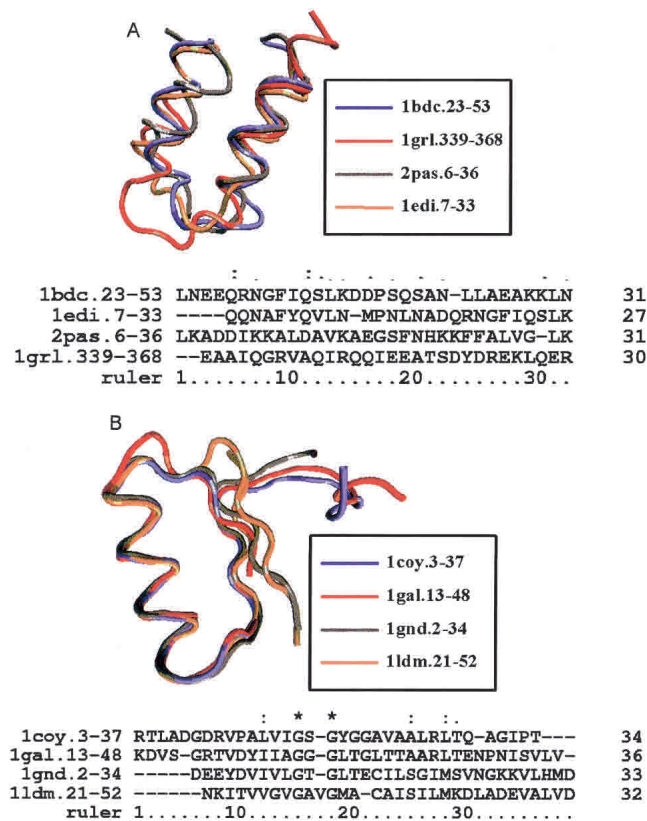 A
1bdc.23-53
1grl.339-368
2pas.6-36
1edi.7-33
1bdc.23-53 LNEEQRNGFIQSLKDDPSQSAN-LLAEAKKLN 31
1edi.7-33 ----QQNAFYQVLN-MPNLNADQRNGFIQSLK 27
2pas.6-36 LKADDIKKALDAVKAEGSFNHKKFFALVG-LK 31
1grl.339-368 --EAAIQGRVAQIRQQIEEATSDYDREKLQER 30
ruler 1.......10........20........30..
B
1coy.3-37
1gal.13-48
1gnd.2-34
1ldm.21-52
: * * : :.
1coy.3-37 RTLADGDRVPALVIGS-GYGGAVAALRLTQ-AGIPT--- 34
1gal.13-48 KDVS-GRTVDYIIAGG-GLTGLTTAARLTENPNISVLV- 36
1gnd.2-34 -----DEEYDVIVLGT-GLTECILSGIMSVNGKKVLHMD 33
1ldm.21-52 ------NKITVVGVGAVGMA-CAISILMKDLADEVALVD 32
ruler 1.......10........20........30.........